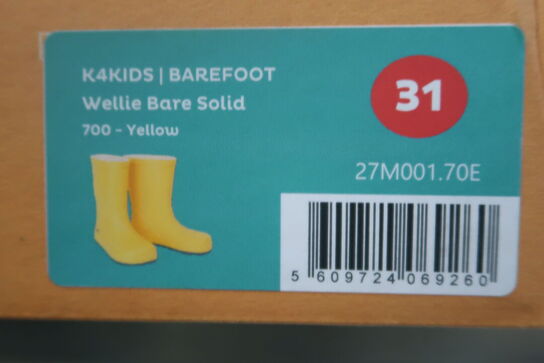 K4KIDS | BAREFOOT
Wellie Bare Solid
700 - Yellow
31
27M001.70E
5 609724 069260